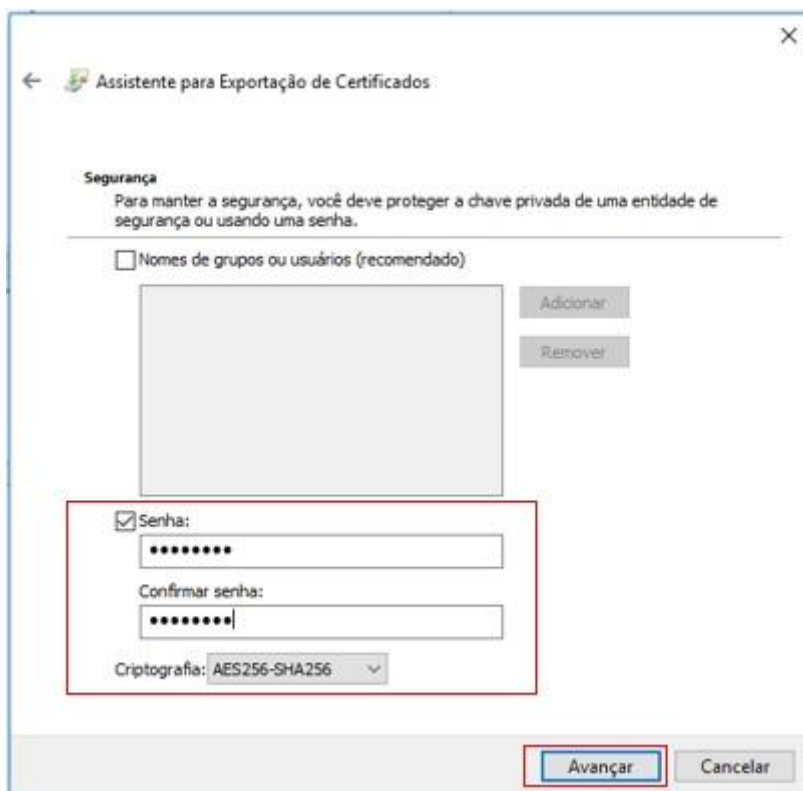 Assistente para Exportação de Certificados
Segurança
Para manter a segurança, você deve proteger a chave privada de uma entidade de
segurança ou usando uma senha.
Nomes de grupos ou usuários (recomendado)
Adicionar
Remover
Senha:
••••••••
Confirmar senha:
••••••••
Criptografia: AES256-SHA256
Avançar Cancelar